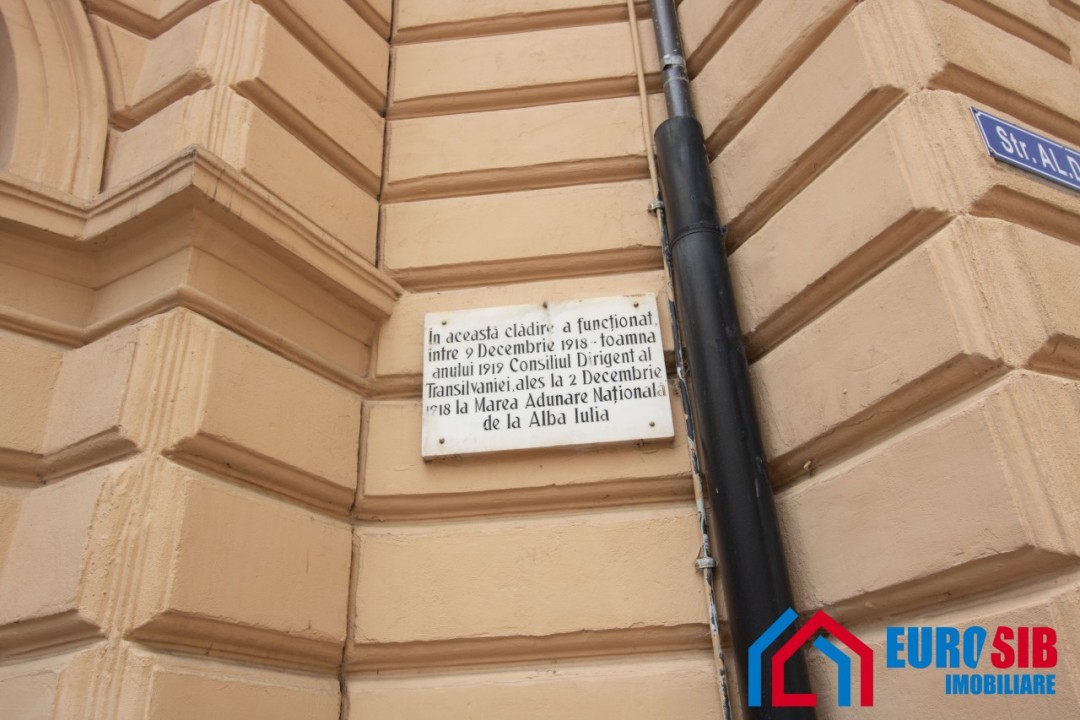 În această clădire a funcționat,
între 9 Decembrie 1918 - toamna
anului 1919 Consiliul Dirigent al
Transilvaniei, ales la 2 Decembrie
1918 la Marea Adunare Națională
de la Alba Iulia
Str. AL.D
EURO SIB
IMOBILIARE